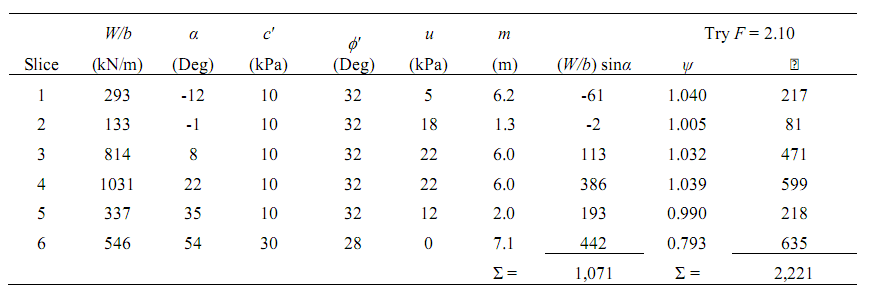 W/b α c' ϕ' u m Try F = 2.10
Slice (kN/m) (Deg) (kPa) (Deg) (kPa) (m) (W/b) sinα ψ ⍰
1 293 -12 10 32 5 6.2 -61 1.040 217
2 133 -1 10 32 18 1.3 -2 1.005 81
3 814 8 10 32 22 6.0 113 1.032 471
4 1031 22 10 32 22 6.0 386 1.039 599
5 337 35 10 32 12 2.0 193 0.990 218
6 546 54 30 28 0 7.1 442 0.793 635
Σ = 1,071 Σ = 2,221